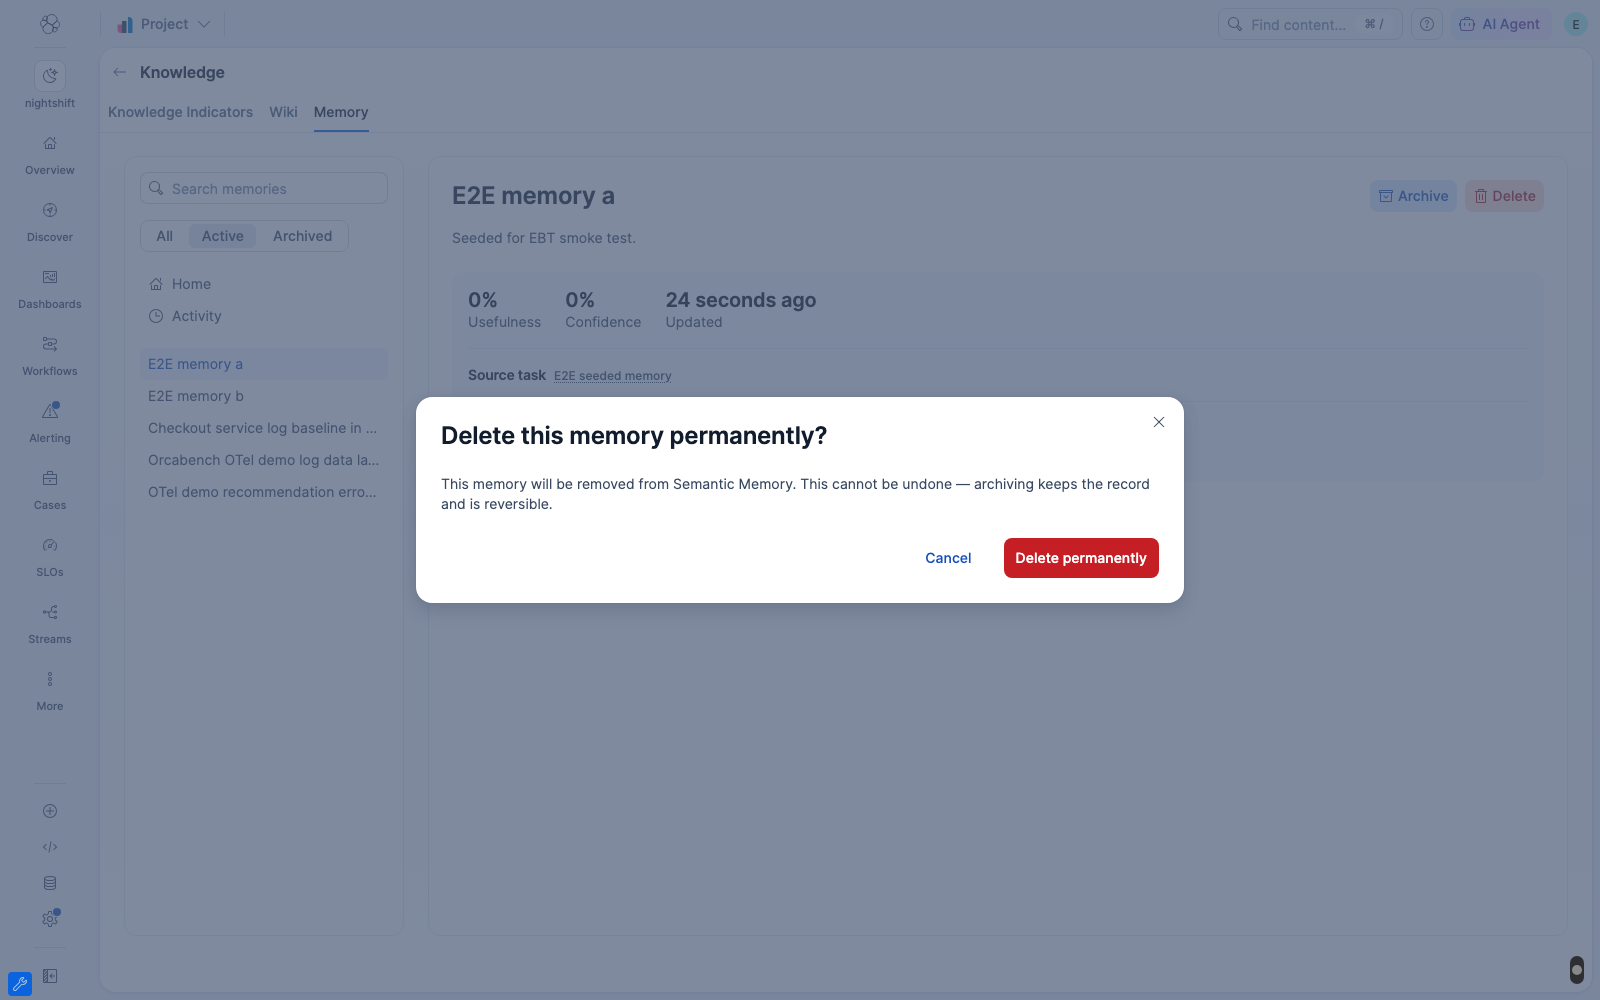 Project
Find content...
⌘ /
AI Agent
E
nightshift
Overview
Discover
Dashboards
Workflows
Alerting
Cases
SLOs
Streams
More
Knowledge
Knowledge Indicators
Wiki
Memory
Search memories
All
Active
Archived
Home
Activity
E2E memory a
E2E memory b
Checkout service log baseline in ...
Orcabench OTel demo log data la...
OTel demo recommendation erro...
E2E memory a
Archive
Delete
Seeded for EBT smoke test.
0%
Usefulness
0%
Confidence
24 seconds ago
Updated
Source task
E2E seeded memory
Delete this memory permanently?
This memory will be removed from Semantic Memory. This cannot be undone — archiving keeps the record
and is reversible.
Cancel
Delete permanently